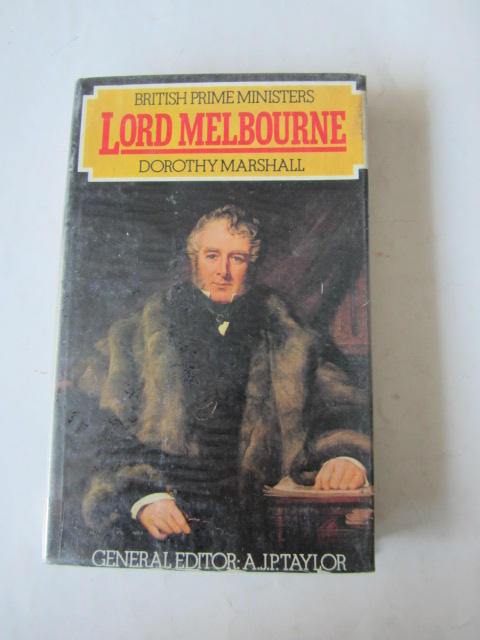 BRITISH PRIME MINISTERS
LORD MELBOURNE
DOROTHY MARSHALL
GENERAL EDITOR: A.J.P. TAYLOR